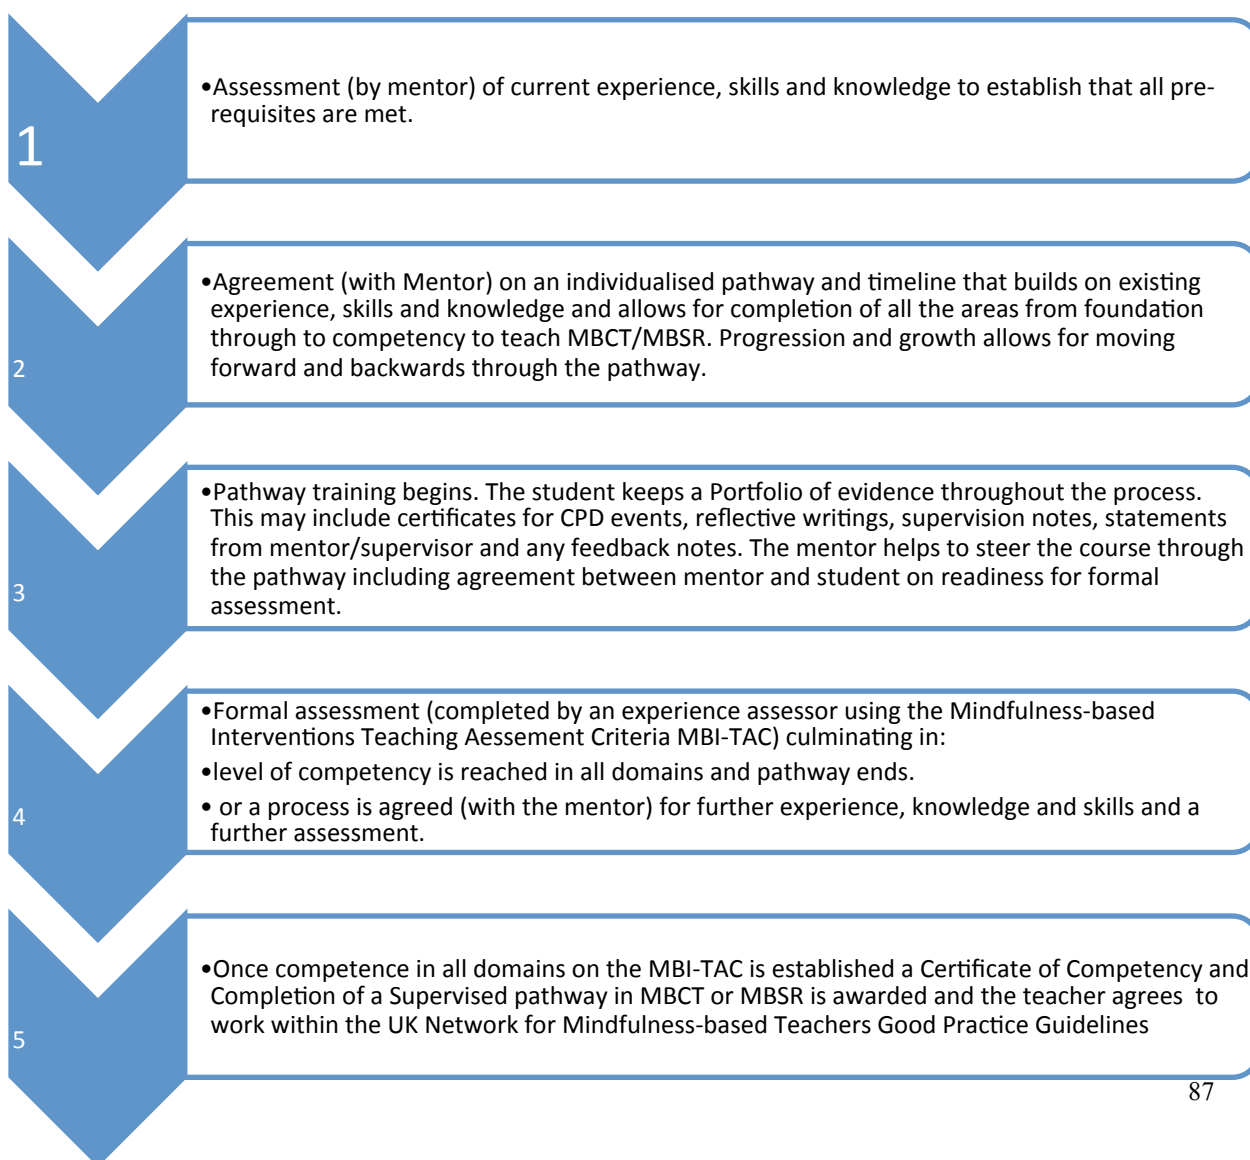 1
•Assessment (by mentor) of current experience, skills and knowledge to establish that all pre-
requisites are met.
2
•Agreement (with Mentor) on an individualised pathway and timeline that builds on existing
experience, skills and knowledge and allows for completion of all the areas from foundation
through to competency to teach MBCT/MBSR. Progression and growth allows for moving
forward and backwards through the pathway.
3
•Pathway training begins. The student keeps a Portfolio of evidence throughout the process.
This may include certificates for CPD events, reflective writings, supervision notes, statements
from mentor/supervisor and any feedback notes. The mentor helps to steer the course through
the pathway including agreement between mentor and student on readiness for formal
assessment.
4
•Formal assessment (completed by an experience assessor using the Mindfulness-based
Interventions Teaching Aessement Criteria MBI-TAC) culminating in:
•level of competency is reached in all domains and pathway ends.
• or a process is agreed (with the mentor) for further experience, knowledge and skills and a
further assessment.
5
•Once competence in all domains on the MBI-TAC is established a Certificate of Competency and
Completion of a Supervised pathway in MBCT or MBSR is awarded and the teacher agrees  to
work within the UK Network for Mindfulness-based Teachers Good Practice Guidelines
87